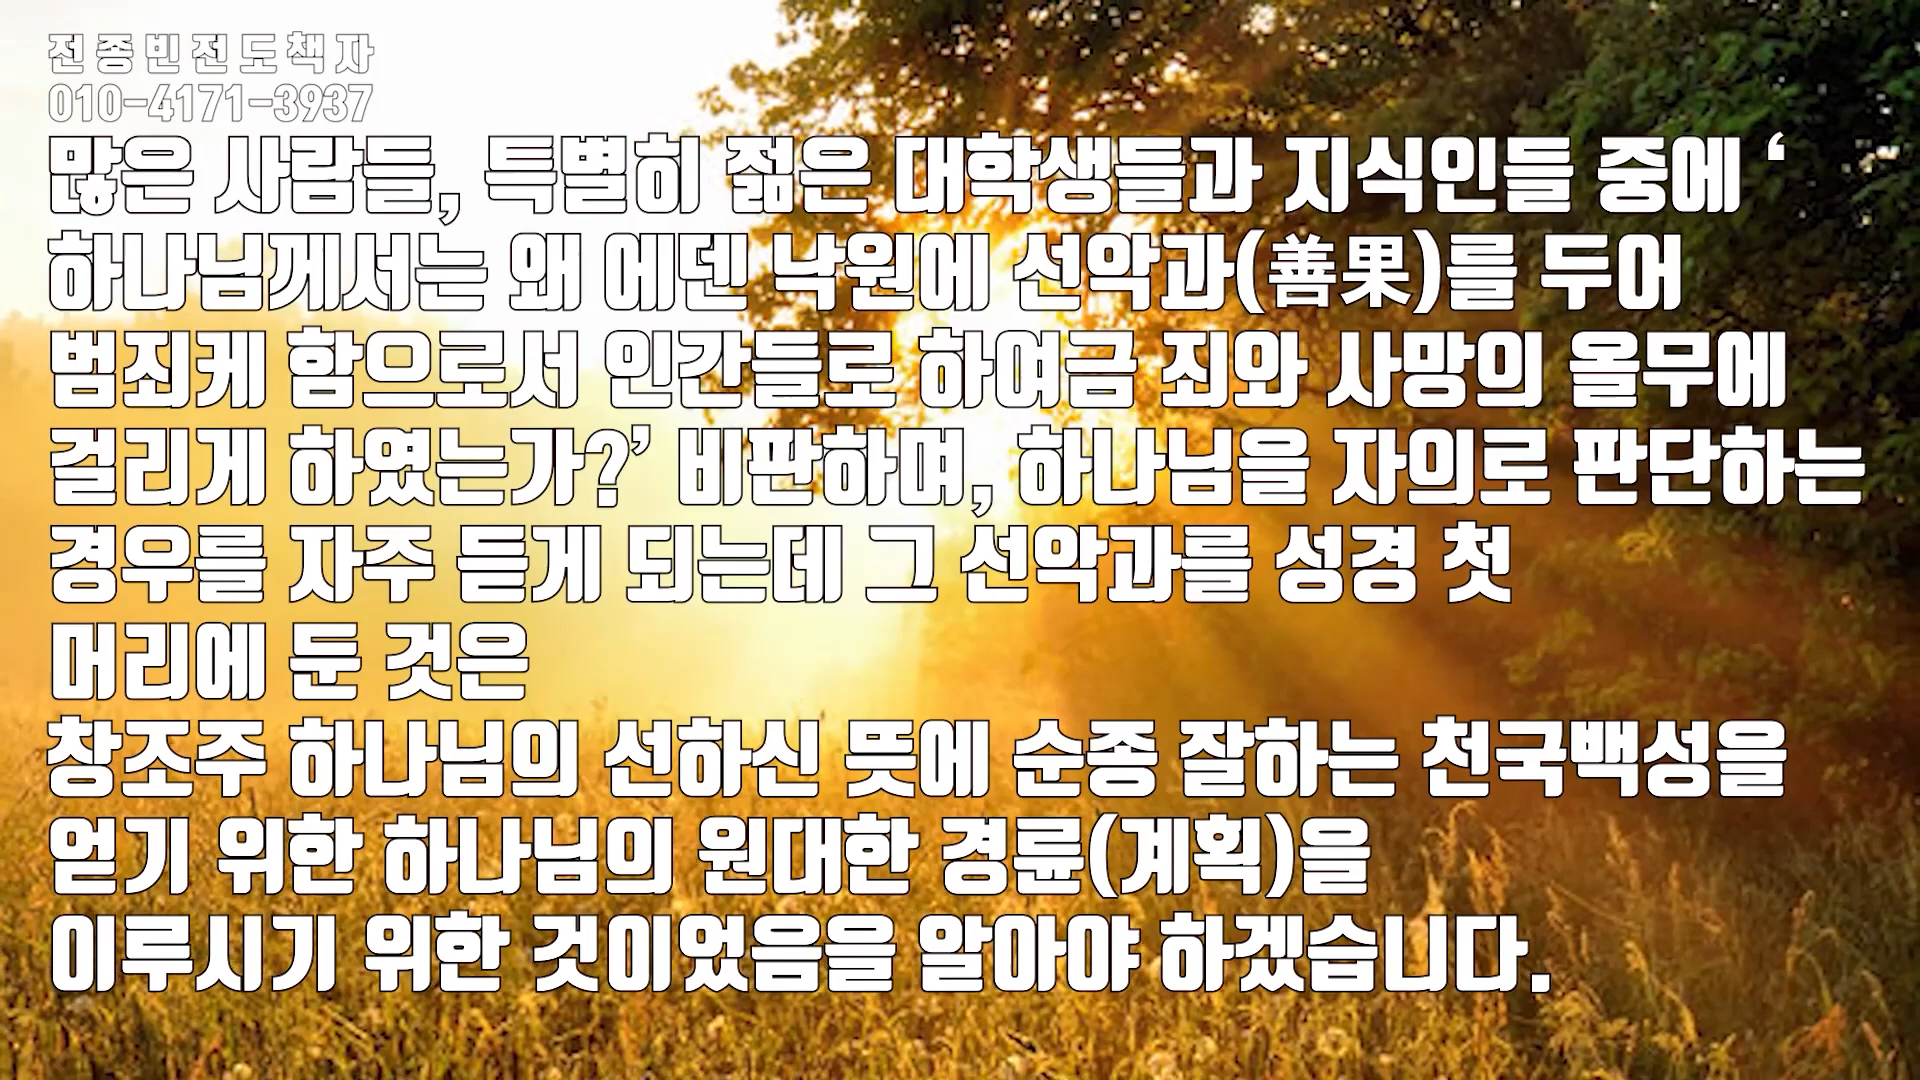 전종빈전도책자
010-4171-3937
많은 사람들, 특별히 젊은 대학생들과 지식인들 중에 ‘
하나님께서는 왜 에덴 낙원에 선악과(善果)를 두어
범죄케 함으로서 인간들로 하여금 죄와 사망의 올무에
걸리게 하였는가?’ 비판하며, 하나님을 자의로 판단하는
경우를 자주 듣게 되는데 그 선악과를 성경 첫
머리에 둔 것은
창조주 하나님의 선하신 뜻에 순종 잘하는 천국백성을
얻기 위한 하나님의 원대한 경륜(계획)을
이루시기 위한 것이었음을 알아야 하겠습니다.